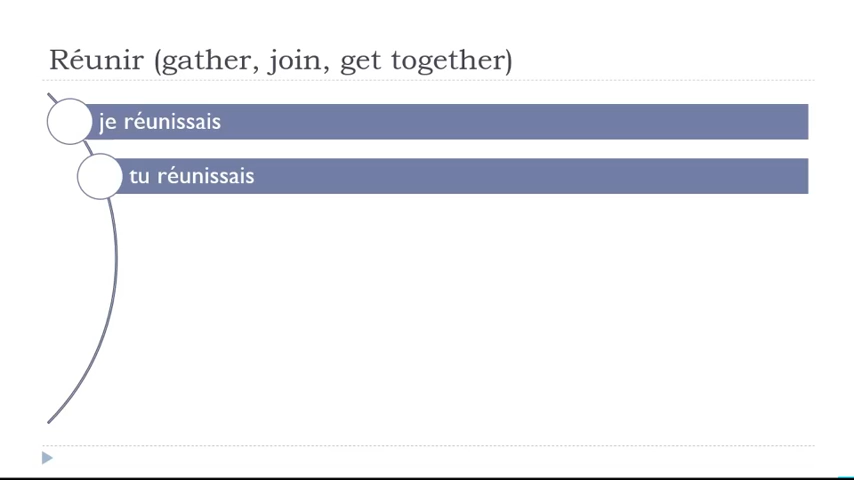 Réunir (gather, join, get together)
je réunissais
tu réunissais